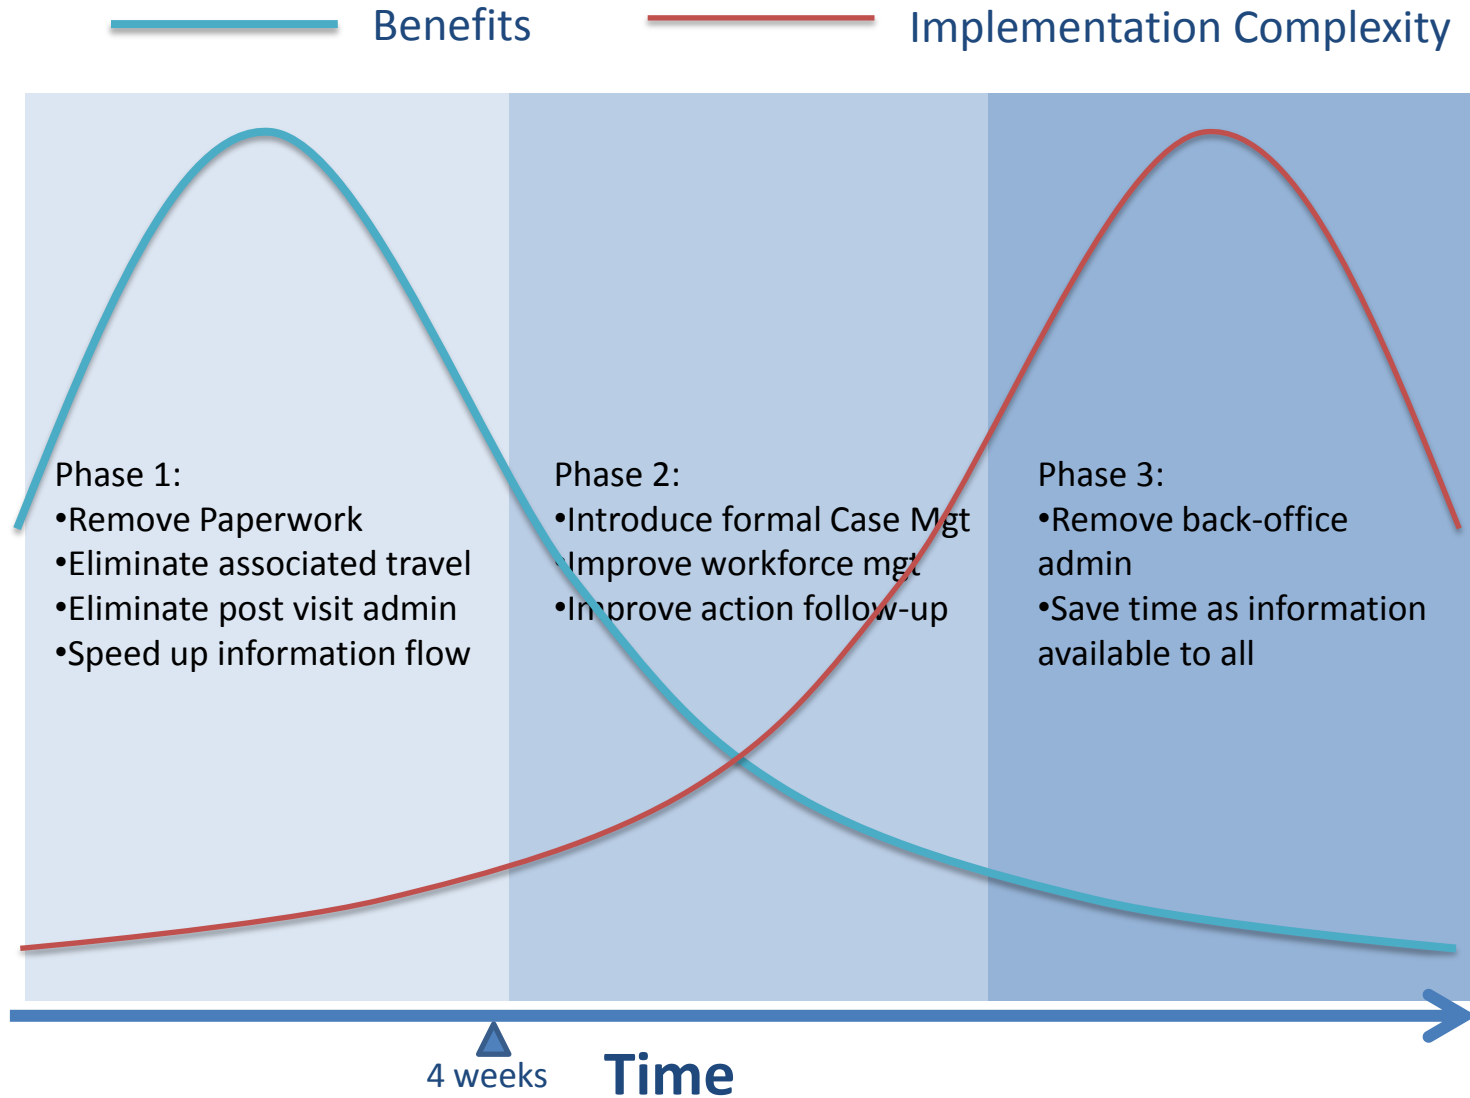 Benefits
Implementation Complexity
Phase 1:
•Remove Paperwork
•Eliminate associated travel
•Eliminate post visit admin
•Speed up information flow
Phase 2:
•Introduce formal Case Mgt
•Improve workforce mgt
•Improve action follow-up
Phase 3:
•Remove back-office
admin
•Save time as information
available to all
4 weeks
Time